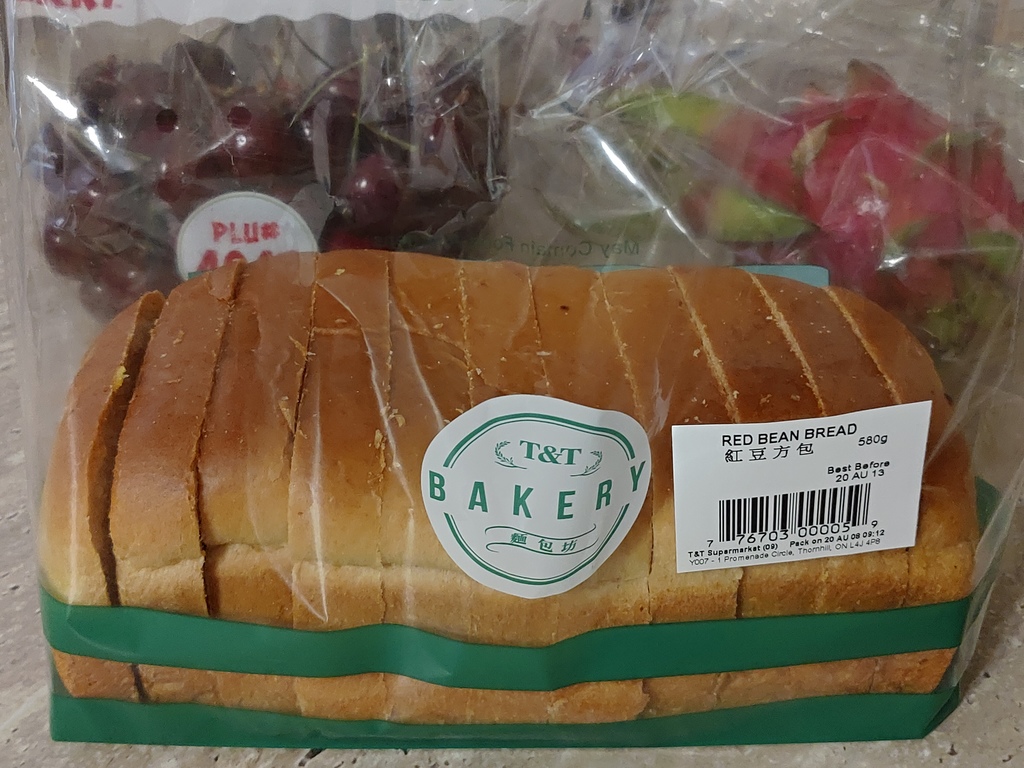 PLU#
May Contain
T&T
BAKERY
麵包坊
RED BEAN BREAD
紅豆方包 580g
Best Before
20 AU 13
7 76703 00005 9
T&T Supermarket (09) Pack on 20 AU 08 09:12
Y007 - 1 Promenade Circle, Thornhill, ON L4J 4P8